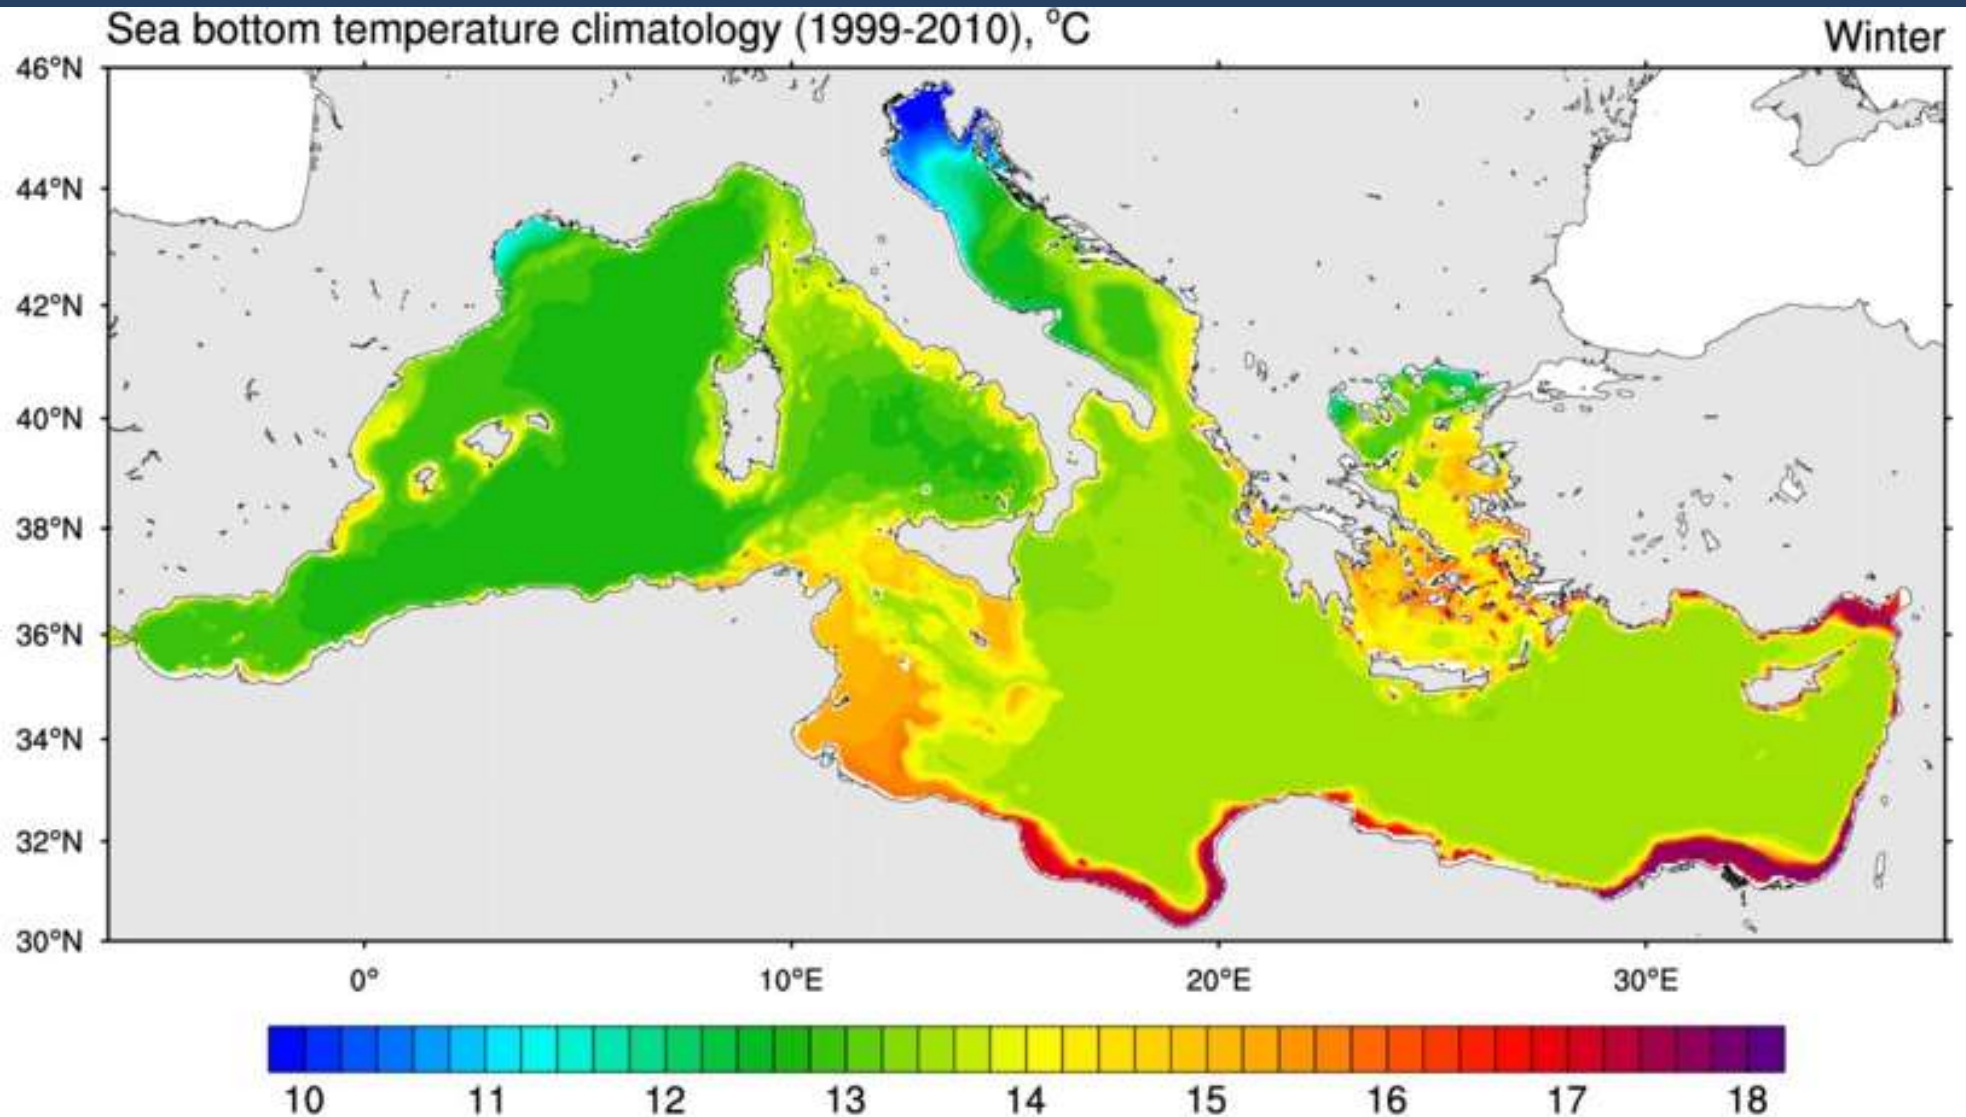 Sea bottom temperature climatology (1999-2010), °C
Winter
46°N
44°N
42°N
40°N
38°N
36°N
34°N
32°N
30°N
0° 10°E 20°E 30°E
10 11 12 13 14 15 16 17 18